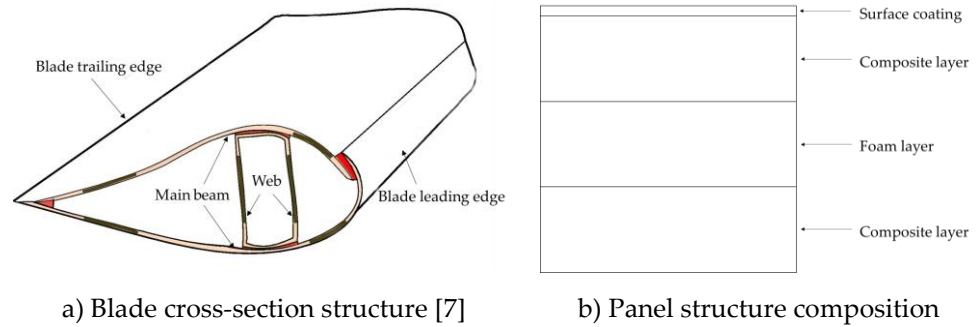 Blade trailing edge
Main beam
Web
Blade leading edge
Surface coating
Composite layer
Foam layer
Composite layer
a) Blade cross-section structure [7]
b) Panel structure composition